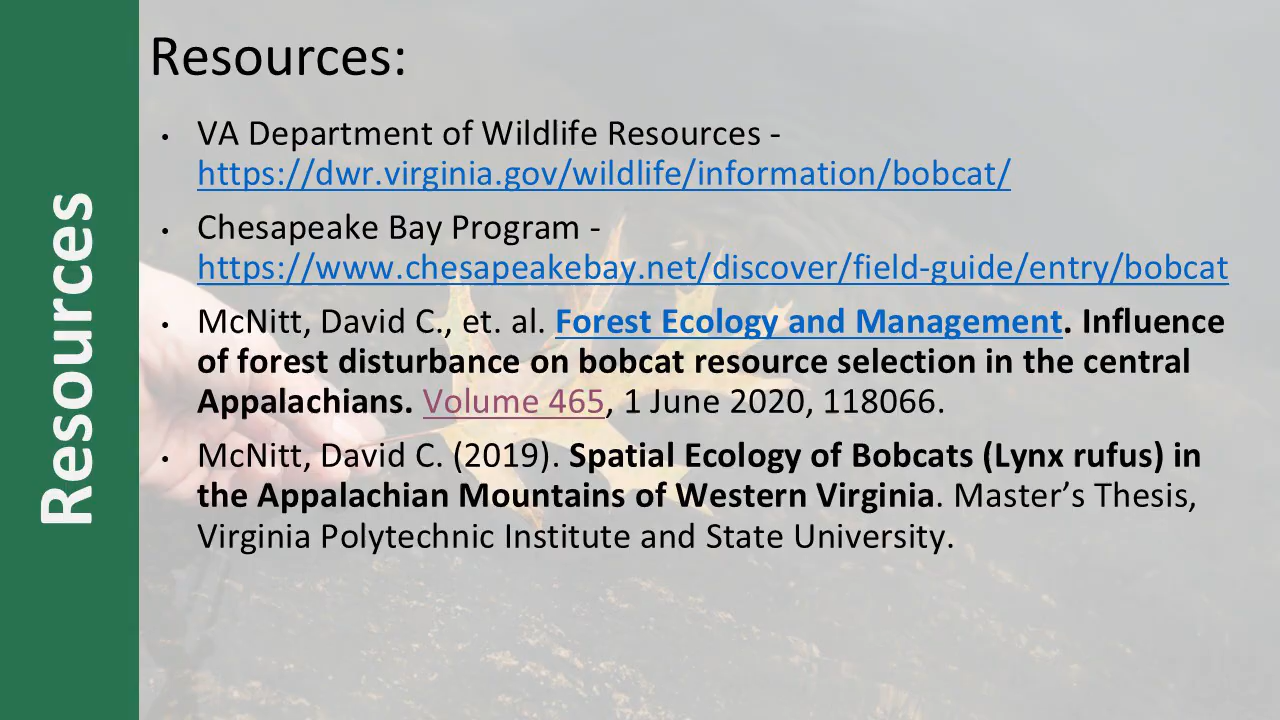 Resources
Resources:
• VA Department of Wildlife Resources -
https://dwr.virginia.gov/wildlife/information/bobcat/
• Chesapeake Bay Program -
https://www.chesapeakebay.net/discover/field-guide/entry/bobcat
• McNitt, David C., et. al. Forest Ecology and Management. Influence
of forest disturbance on bobcat resource selection in the central
Appalachians. Volume 465, 1 June 2020, 118066.
• McNitt, David C. (2019). Spatial Ecology of Bobcats (Lynx rufus) in
the Appalachian Mountains of Western Virginia. Master’s Thesis,
Virginia Polytechnic Institute and State University.